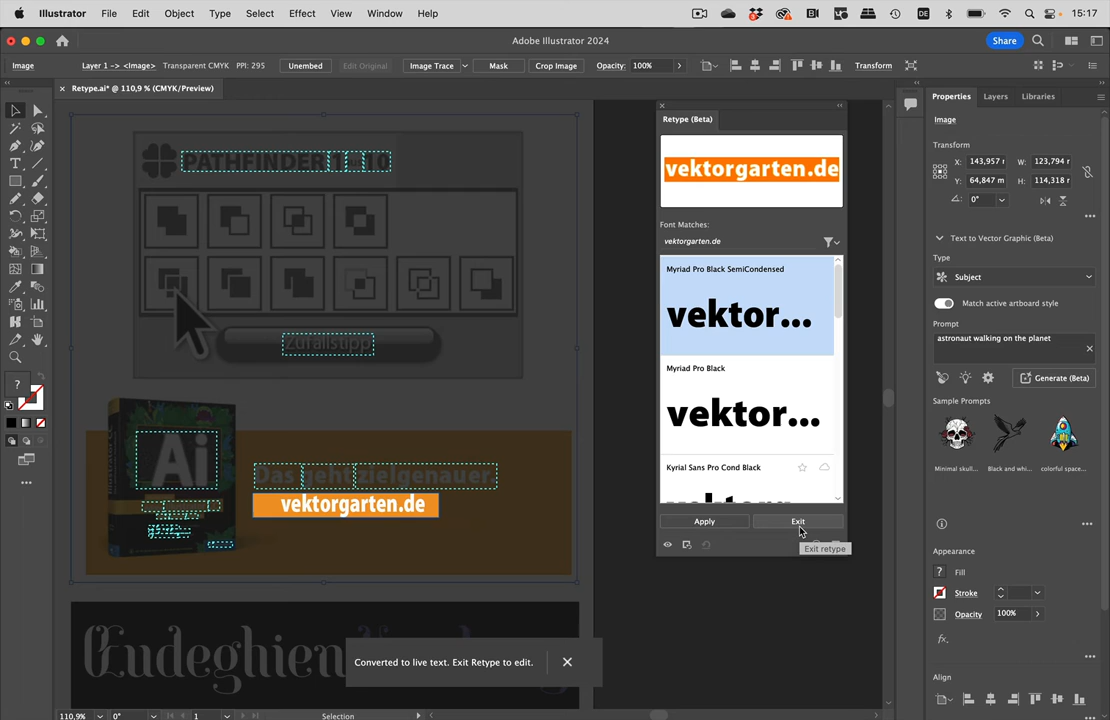 Illustrator File Edit Object Type Select Effect View Window Help DE 15:17
Adobe Illustrator 2024 Share
Image Layer 1 -> <Image> Transparent CMYK PPI: 295 Unembed Edit Original Image Trace Mask Crop Image Opacity: 100% Transform
Retype.ai* @ 110,9 % (CMYK/Preview)
PATHFINDER 1 10
Zufallstipp
Ai
Das geht zielgenauer.
vektorgarten.de
Converted to live text. Exit Retype to edit.
110,9% 0° 1 Selection
Retype (Beta)
vektorgarten.de
Font Matches:
vektorgarten.de
Myriad Pro Black SemiCondensed
vektor...
Myriad Pro Black
vektor...
Kyrial Sans Pro Cond Black
Apply Exit
Exit retype
Properties Layers Libraries
Image
Transform
X: 143,957 r W: 123,794 r
Y: 64,847 m H: 114,318 r
0°
Text to Vector Graphic (Beta)
Type
Subject
Match active artboard style
Prompt
astronaut walking on the planet
Generate (Beta)
Sample Prompts
Minimal skull... Black and whi... colorful space...
Appearance
? Fill
Stroke
Opacity 100%
fx.
Align